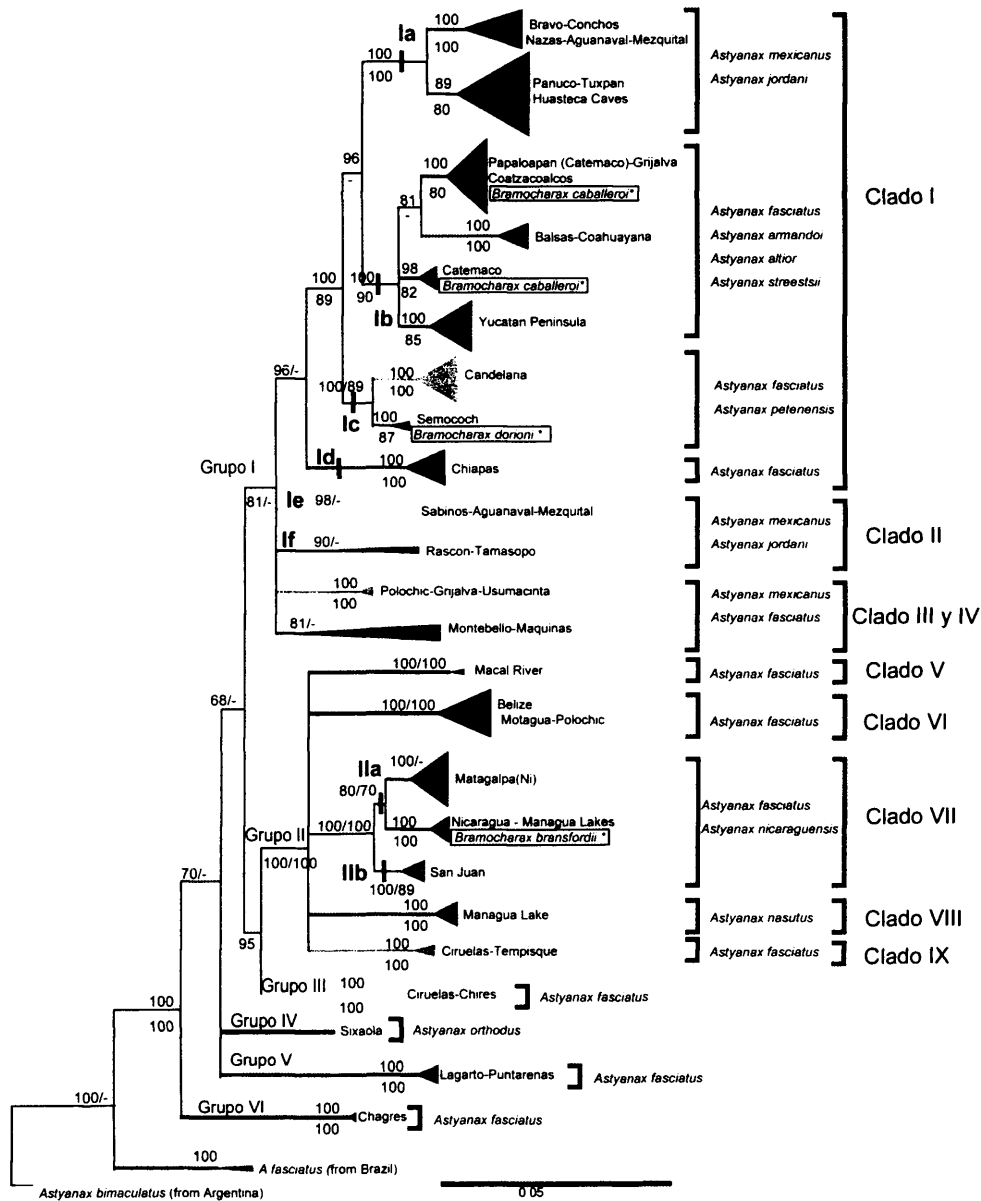 Ia
100
100
Bravo-Conchos
Nazas-Aguanaval-Mezquital
100
100
89
80
Panuco-Tuxpan
Huasteca Caves
Astyanax mexicanus
Astyanax jordani
96
-
100
80
Papaloapan (Catemaco)-Grijalva
Coatzacoalcos
Bramocharax caballeroi*
81
-
100
100
Balsas-Coahuayana
Clado I
Astyanax fasciatus
Astyanax armandoi
Astyanax altior
Astyanax streestsii
100
89
100
90
98
82
Catemaco
Bramocharax caballeroi*
Ib
100
85
Yucatan Peninsula
96/-
100
100
Candelaria
100/89
Ic
100
87
Semococh
Bramocharax dorioni *
Astyanax fasciatus
Astyanax petenensis
Grupo I
Id
100
100
Chiapas
Astyanax fasciatus
81/-
Ie
98/-
Sabinos-Aguanaval-Mezquital
If
90/-
Rascon-Tamasopo
Astyanax mexicanus
Astyanax jordani
Clado II
100
100
Polochic-Grijalva-Usumacinta
81/-
Montebello-Maquinas
Astyanax mexicanus
Astyanax fasciatus
Clado III y IV
100/100
Macal River
Astyanax fasciatus
Clado V
68/-
100/100
Belize
Motagua-Polochic
Astyanax fasciatus
Clado VI
IIa
100/-
80/70
Matagalpa(Ni)
Grupo II
100/100
100/100
100
100
Nicaragua - Managua Lakes
Bramocharax bransfordii *
IIb
100/89
San Juan
Astyanax fasciatus
Astyanax nicaraguensis
Clado VII
70/-
100
100
Managua Lake
Astyanax nasutus
Clado VIII
95
100
100
Ciruelas-Tempisque
Astyanax fasciatus
Clado IX
Grupo III
100
100
Ciruelas-Chires
Astyanax fasciatus
100
100
Grupo IV
Sixaola
Astyanax orthodus
Grupo V
100
100
Lagarto-Puntarenas
Astyanax fasciatus
100/-
Grupo VI
100
100
Chagres
Astyanax fasciatus
100
A fasciatus (from Brazil)
Astyanax bimaculatus (from Argentina)
0 05